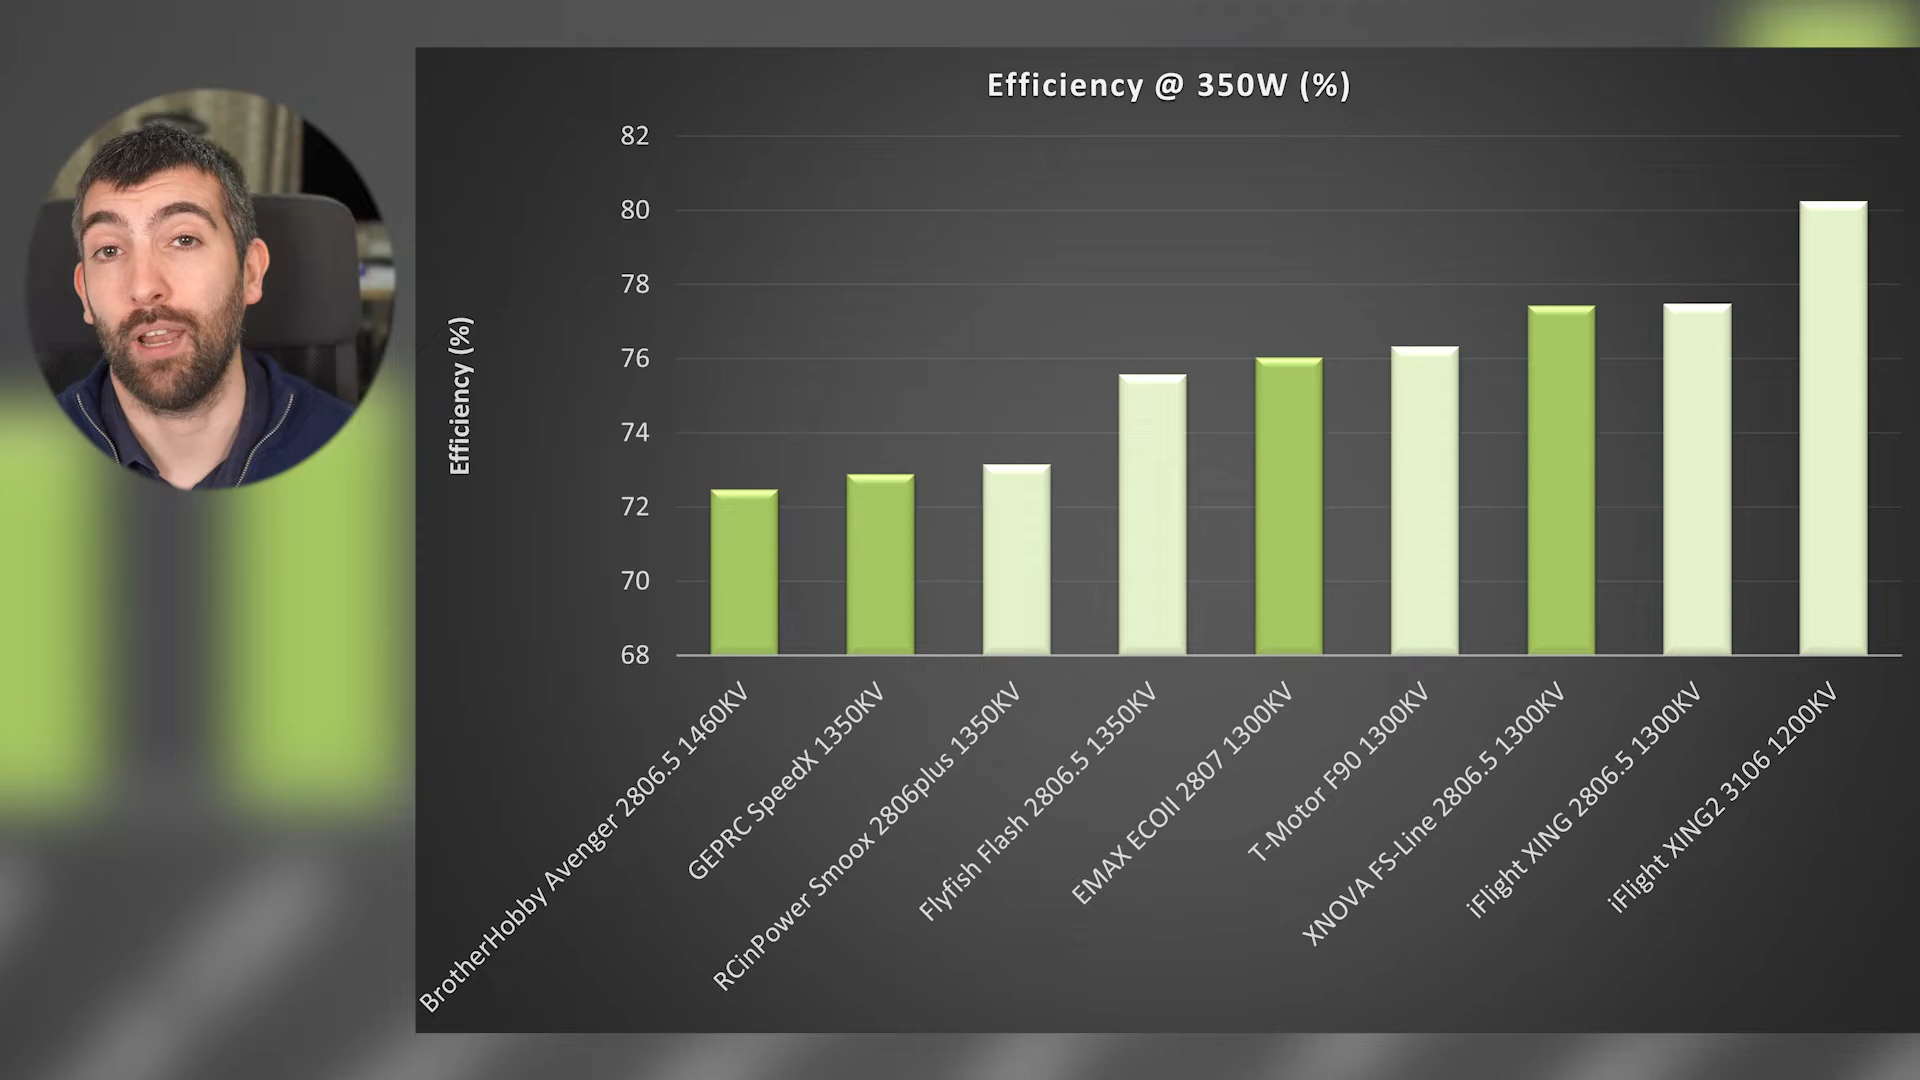 Efficiency @ 350W (%)
Efficiency (%)
82
80
78
76
74
72
70
68
BrotherHobby Avenger 2806.5 1460KV
GEPRC SpeedX 1350KV
RCinPower Smoox 2806plus 1350KV
Flyfish Flash 2806.5 1350KV
EMAX ECOII 2807 1300KV
T-Motor F90 1300KV
XNOVA FS-Line 2806.5 1300KV
iFlight XING 2806.5 1300KV
iFlight XING2 3106 1200KV